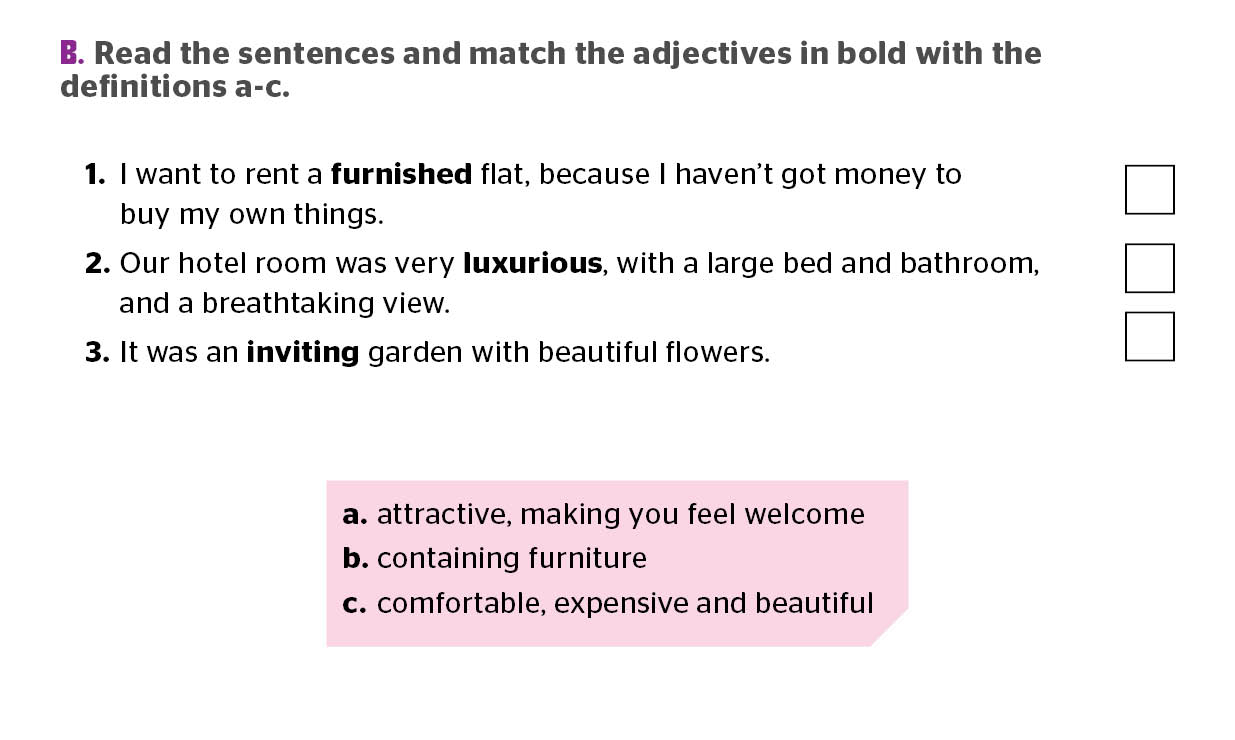 B. Read the sentences and match the adjectives in bold with the
definitions a-c.
1. I want to rent a furnished flat, because I haven’t got money to
buy my own things.
2. Our hotel room was very luxurious, with a large bed and bathroom,
and a breathtaking view.
3. It was an inviting garden with beautiful flowers.
a. attractive, making you feel welcome
b. containing furniture
c. comfortable, expensive and beautiful